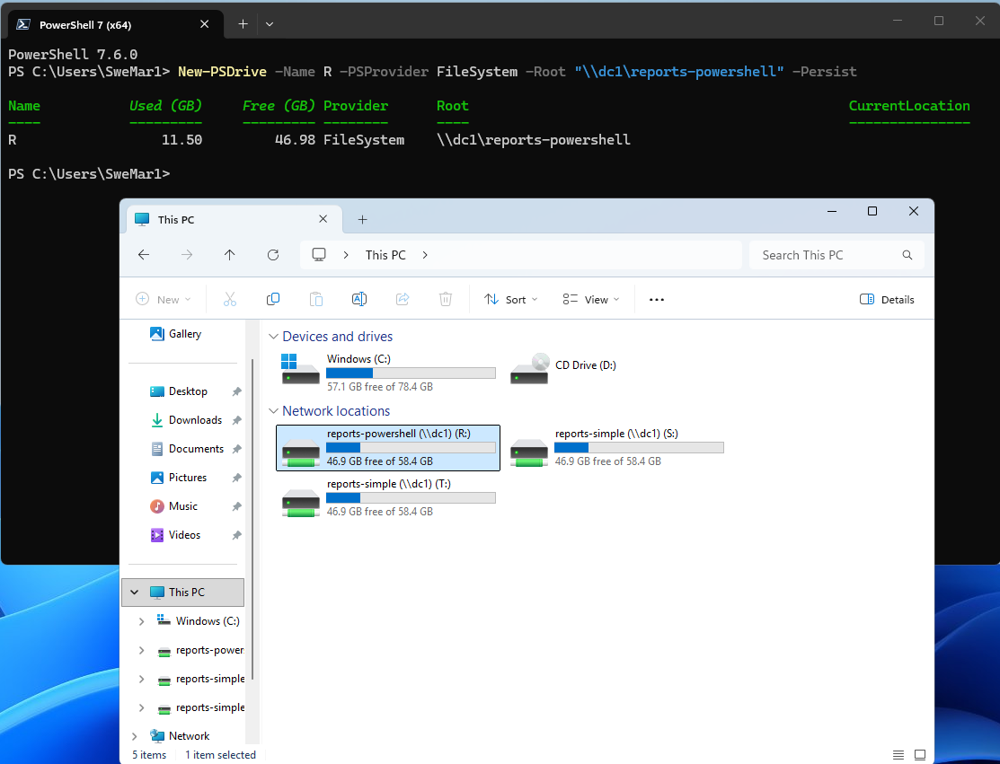 PowerShell 7 (x64)
PowerShell 7.6.0
PS C:\Users\SweMar1> New-PSDrive -Name R -PSProvider FileSystem -Root "\\dc1\reports-powershell" -Persist
Name Used (GB) Free (GB) Provider Root CurrentLocation
---- --------- --------- -------- ---- ---------------
R 11.50 46.98 FileSystem \\dc1\reports-powershell
PS C:\Users\SweMar1>
This PC
This PC
Search This PC
New
Sort
View
Details
Gallery
Desktop
Downloads
Documents
Pictures
Music
Videos
This PC
Windows (C:)
reports-power
reports-simple
reports-simple
Network
Devices and drives
Windows (C:)
57.1 GB free of 78.4 GB
CD Drive (D:)
Network locations
reports-powershell (\\dc1) (R:)
46.9 GB free of 58.4 GB
reports-simple (\\dc1) (S:)
46.9 GB free of 58.4 GB
reports-simple (\\dc1) (T:)
46.9 GB free of 58.4 GB
5 items 1 item selected